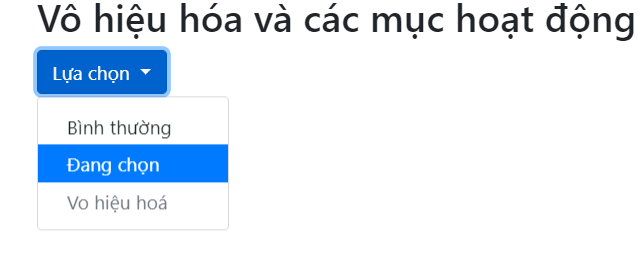 Vô hiệu hóa và các mục hoạt động
Lựa chọn
Bình thường
Đang chọn
Vo hiệu hoá